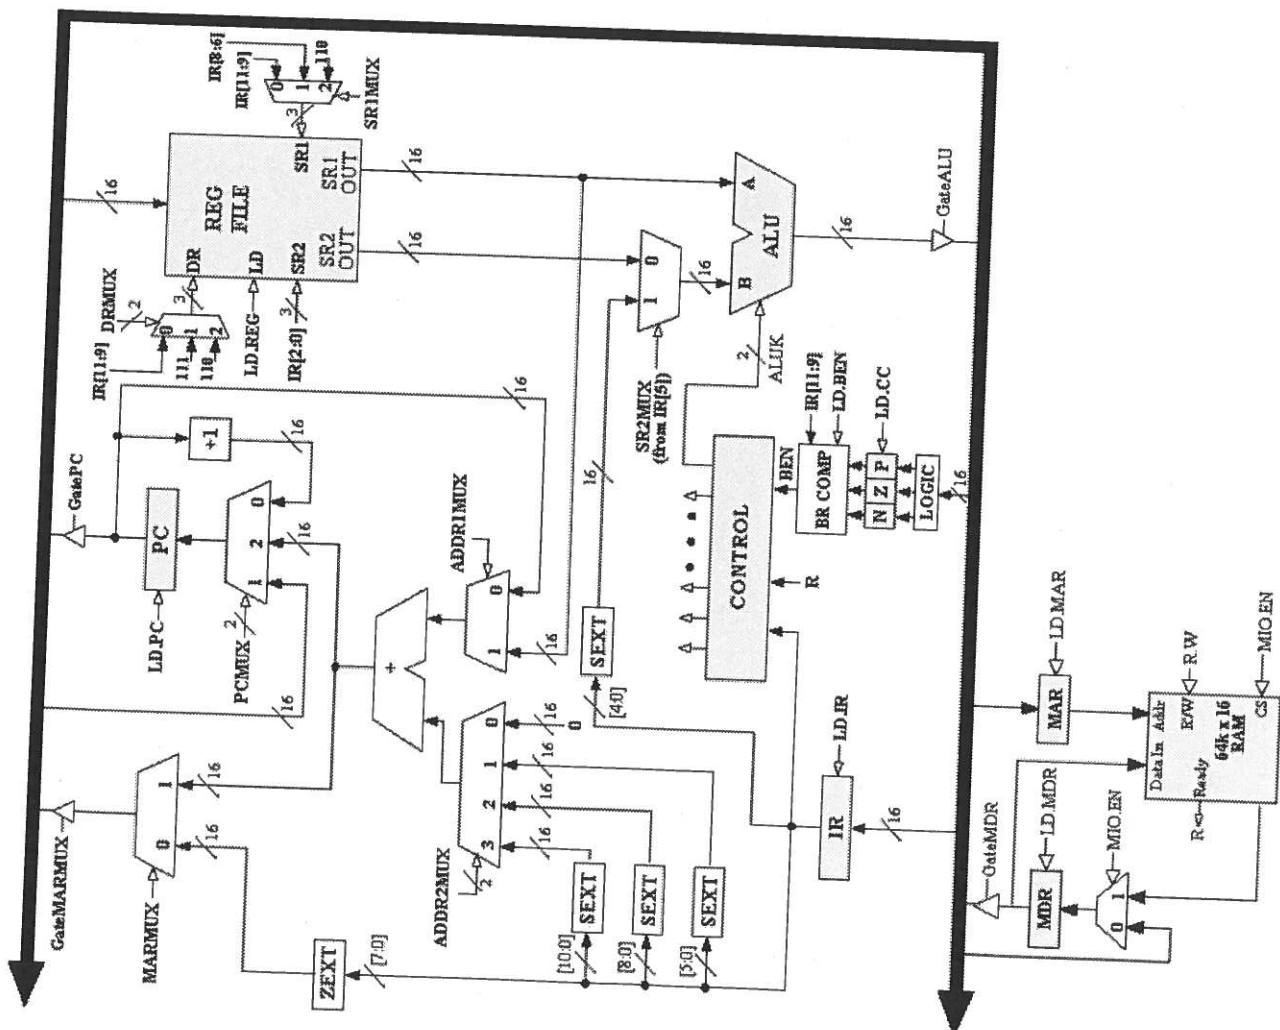 GateMARMUX
GatePC
MARMUX
0
1
16
16
ZEXT
[7:0]
16
LD.PC
PC
PCMUX
2
1
2
0
16
16
+1
IR[11:9]
111
110
DRMUX
2
0
1
2
3
LD.REG
IR[2:0]
3
DR
LD
SR2
REG
FILE
SR2
OUT
SR1
OUT
SR1
16
3
IR[11:9]
IR[8:6]
110
0
1
2
SR1MUX
16
16
16
+
ADDR1MUX
1
0
16
ADDR2MUX
2
3
2
1
0
16
16
16
16
0
[10:0]
SEXT
[8:0]
SEXT
[5:0]
SEXT
[4:0]
SEXT
16
SR2MUX
(from IR[5])
1
0
16
B
A
ALU
2
ALUK
16
GateALU
CONTROL
R
BEN
BR COMP
IR[11:9]
LD.BEN
N
Z
P
LD.CC
LOGIC
16
IR
LD.IR
16
GateMDR
MDR
LD.MDR
MIO.EN
0
1
MAR
LD.MAR
Data In
Addr
R
Ready
R/W
R.W
64k x 16
RAM
CS
MIO.EN